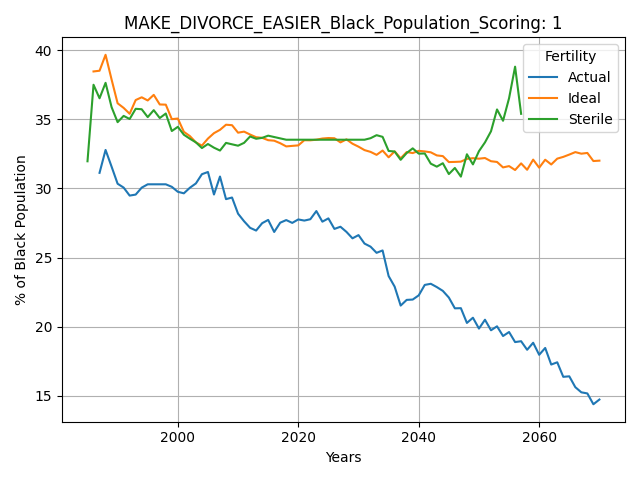 MAKE_DIVORCE_EASIER_Black_Population_Scoring: 1
Fertility
Actual
Ideal
Sterile
% of Black Population
40
35
30
25
20
15
2000
2020
2040
2060
Years